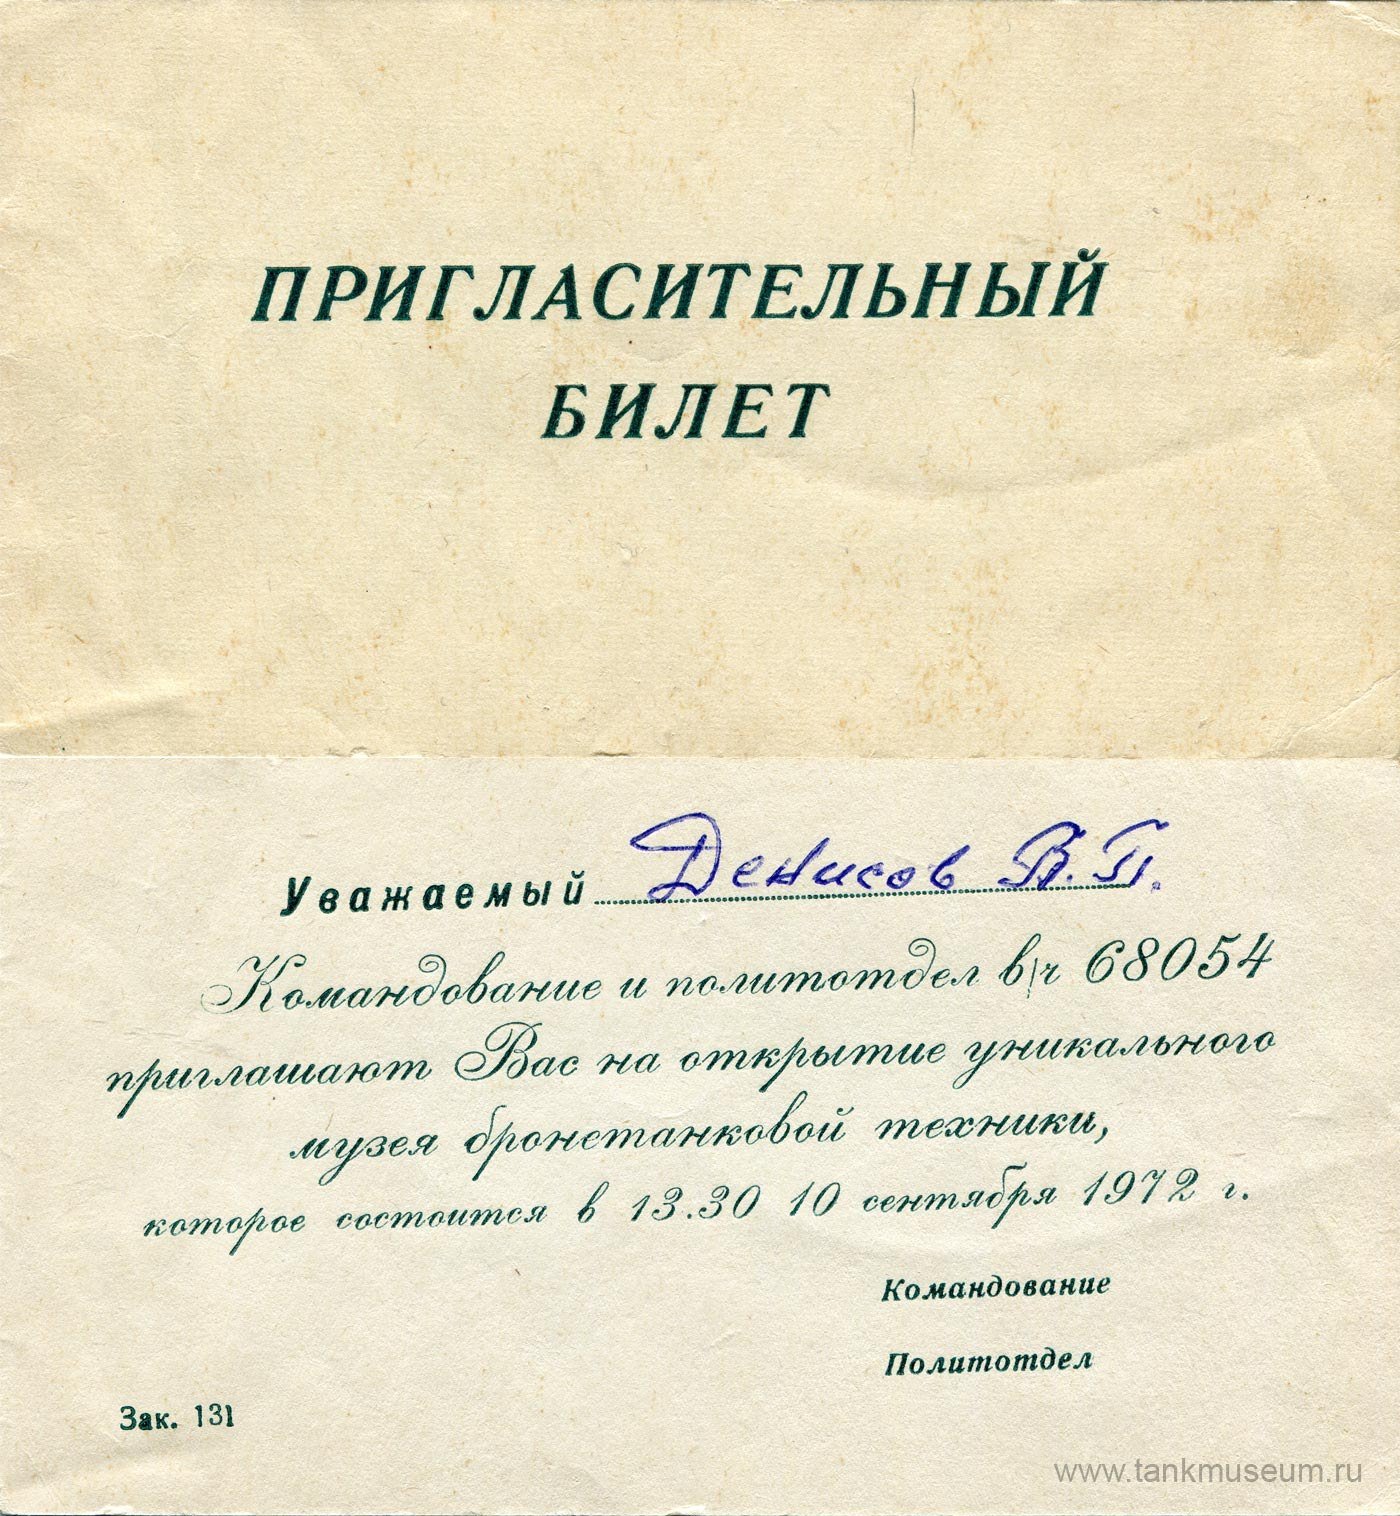 ПРИГЛАСИТЕЛЬНЫЙ
БИЛЕТ
Уважаемый Денисов В.П.
Командование и политотдел в/ч 68054
приглашают Вас на открытие уникального
музея бронетанковой техники,
которое состоится в 13.30 10 сентября 1972 г.
Командование
Политотдел
Зак. 131
www.tankmuseum.ru